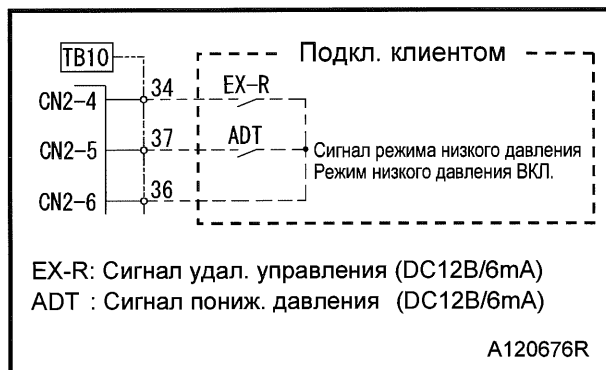 TB10
Подкл. клиентом
CN2-4
34
EX-R
CN2-5
37
ADT
Сигнал режима низкого давления
Режим низкого давления ВКЛ.
CN2-6
36
EX-R: Сигнал удал. управления (DC12В/6mA)
ADT : Сигнал пониж. давления (DC12В/6mA)
A120676R